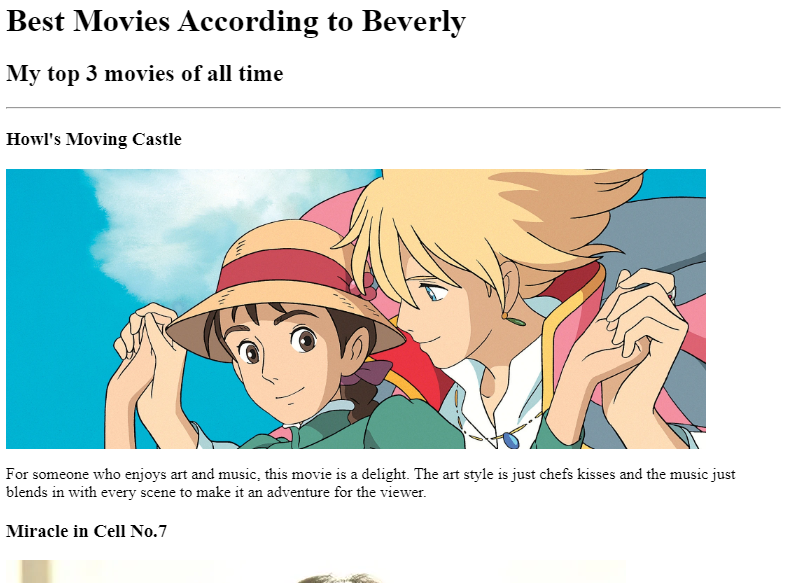 Best Movies According to Beverly
My top 3 movies of all time
Howl's Moving Castle
For someone who enjoys art and music, this movie is a delight. The art style is just chefs kisses and the music just
blends in with every scene to make it an adventure for the viewer.
Miracle in Cell No.7